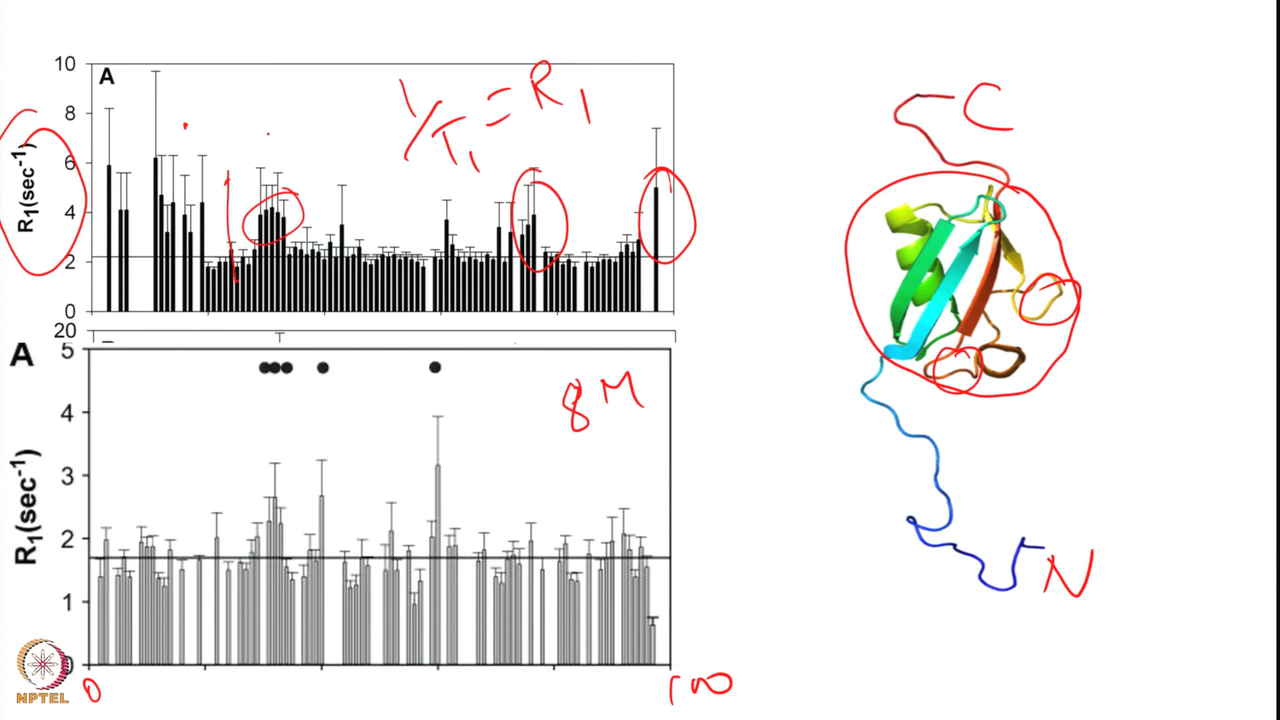 10
A
8
6
4
2
0
R₁(sec⁻¹)
1/T₁ = R₁
C
20
A
5
4
3
2
1
0
R₁(sec⁻¹)
8 M
N
0
100
NPTEL